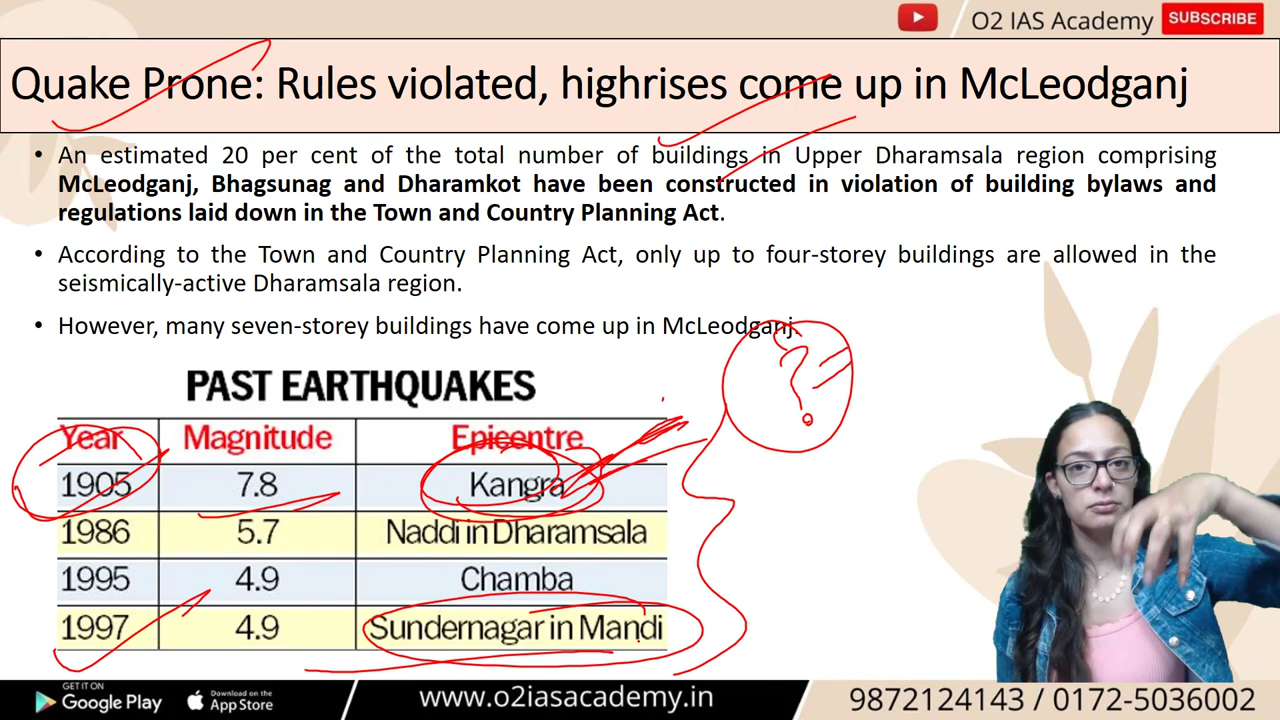 O2 IAS Academy SUBSCRIBE
Quake Prone: Rules violated, highrises come up in McLeodganj
• An estimated 20 per cent of the total number of buildings in Upper Dharamsala region comprising
McLeodganj, Bhagsunag and Dharamkot have been constructed in violation of building bylaws and
regulations laid down in the Town and Country Planning Act.
• According to the Town and Country Planning Act, only up to four-storey buildings are allowed in the
seismically-active Dharamsala region.
• However, many seven-storey buildings have come up in McLeodganj.
?
PAST EARTHQUAKES
Year Magnitude Epicentre
1905 7.8 Kangra
1986 5.7 Naddi in Dharamsala
1995 4.9 Chamba
1997 4.9 Sundernagar in Mandi
GET IT ON
Google Play
Download on the
App Store
www.o2iasacademy.in
9872124143 / 0172-5036002